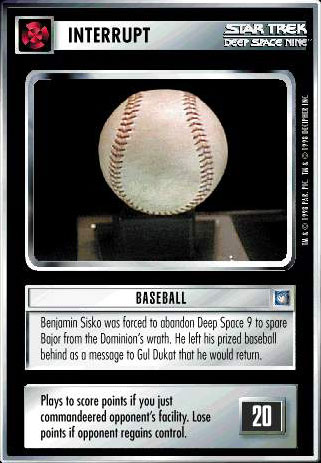 INTERRUPT
STAR TREK
DEEP SPACE NINE
TM & © 1998 PAR. PIC. TM & © 1998 DECIPHER INC.
BASEBALL
Benjamin Sisko was forced to abandon Deep Space 9 to spare
Bajor from the Dominion's wrath. He left his prized baseball
behind as a message to Gul Dukat that he would return.
Plays to score points if you just
commandeered opponent's facility. Lose
points if opponent regains control.
20